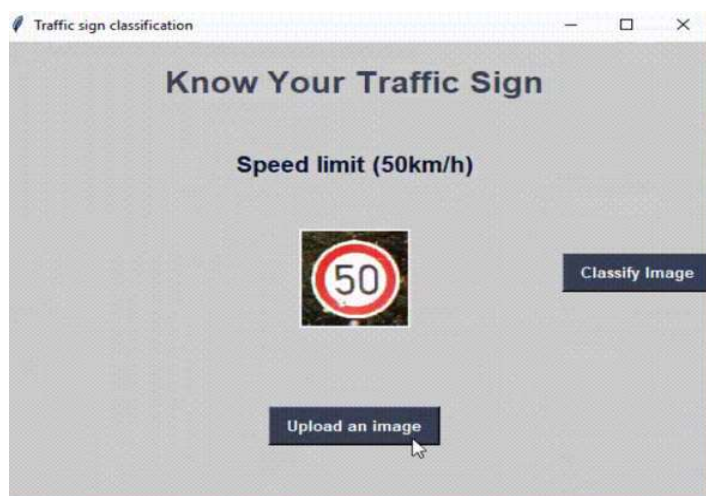 Traffic sign classification
Know Your Traffic Sign
Speed limit (50km/h)
50
Classify Image
Upload an image